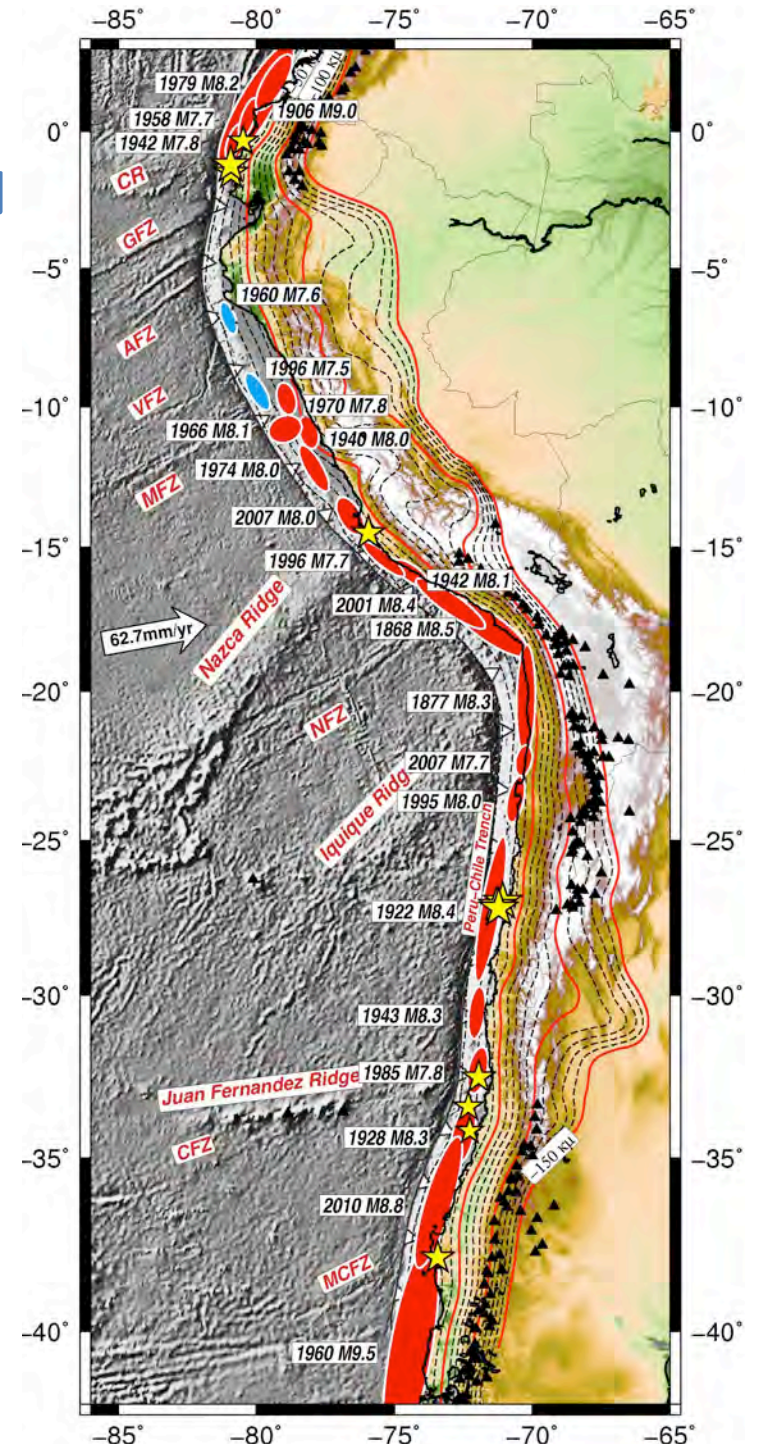 −85° −80° −75° −70° −65°
1979 M8.2
−100 κμ
1958 M7.7
1906 M9.0
0° 0°
1942 M7.8
CR
GFZ
−5° −5°
1960 M7.6
AFZ
1996 M7.5
VFZ
1970 M7.8
−10° −10°
1966 M8.1
1940 M8.0
1974 M8.0
MFZ
2007 M8.0
−15° −15°
1996 M7.7
1942 M8.1
2001 M8.4
1868 M8.5
62.7mm/yr
Nazca Ridge
−20° −20°
1877 M8.3
NFZ
2007 M7.7
Iquique Ridg
1995 M8.0
−25° −25°
Peru−Chile Trench
1922 M8.4
−30° −30°
1943 M8.3
1985 M7.8
Juan Fernandez Ridge
1928 M8.3
CFZ
−35° −35°
−150 κμ
2010 M8.8
MCFZ
−40° −40°
1960 M9.5
−85° −80° −75° −70° −65°